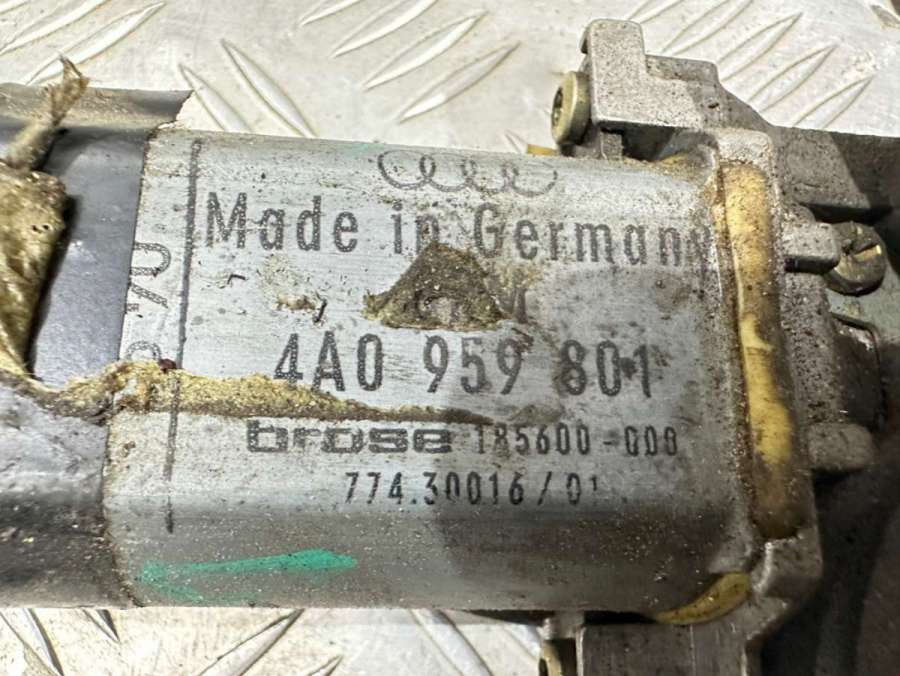 Made in Germany
4A0 959 801
brose 185600-000
774.30016/01